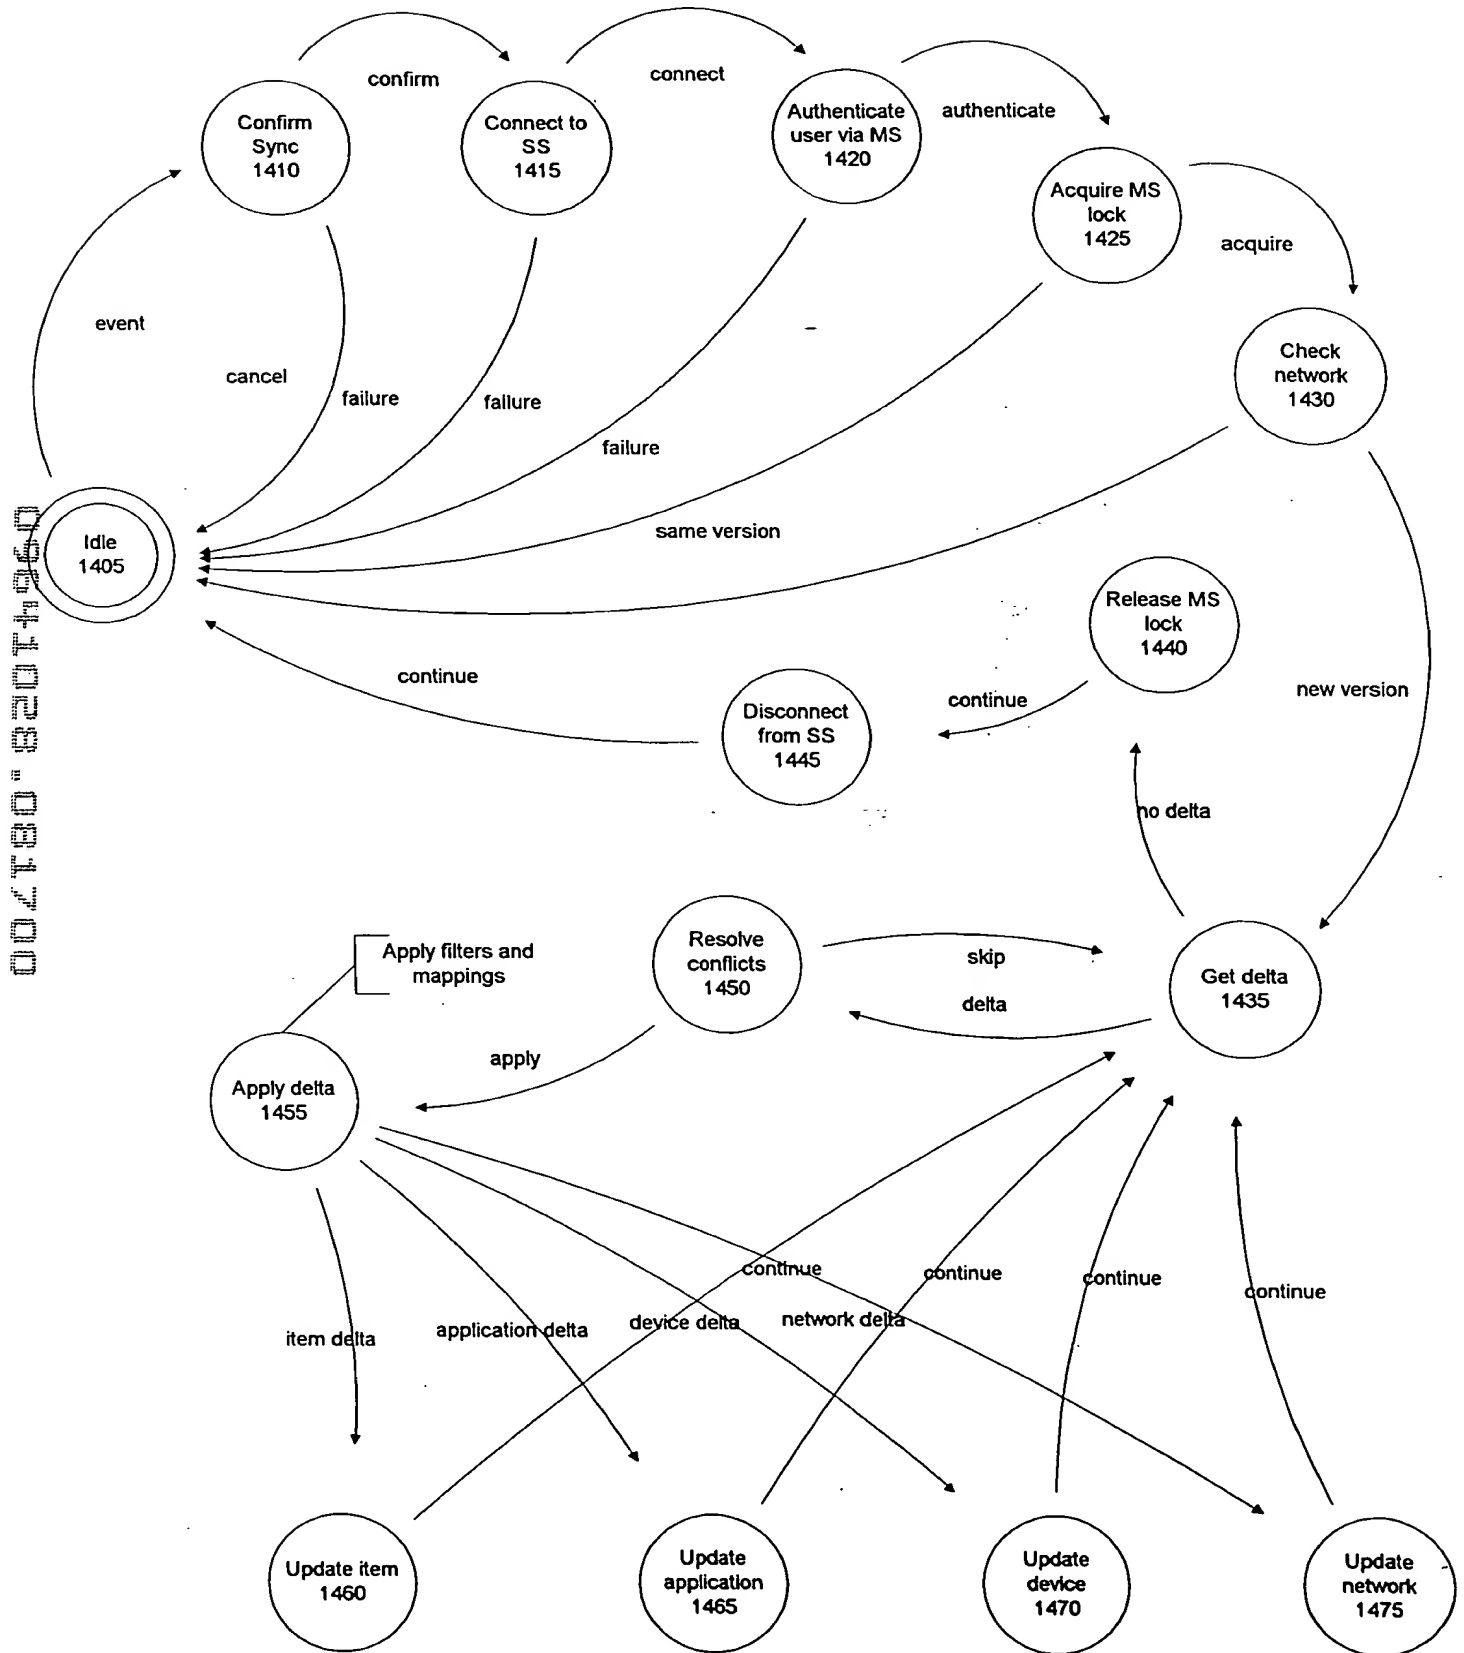 confirm
connect
authenticate
Confirm
Sync
1410
Connect to
SS
1415
Authenticate
user via MS
1420
Acquire MS
lock
1425
acquire
event
cancel
failure
failure
failure
Check
network
1430
same version
Idle
1405
Release MS
lock
1440
new version
continue
continue
Disconnect
from SS
1445
no delta
Resolve
conflicts
1450
skip
delta
Get delta
1435
Apply filters and
mappings
apply
Apply delta
1455
continue
continue
continue
continue
item delta
application delta
device delta
network delta
Update item
1460
Update
application
1465
Update
device
1470
Update
network
1475
09641028.081700